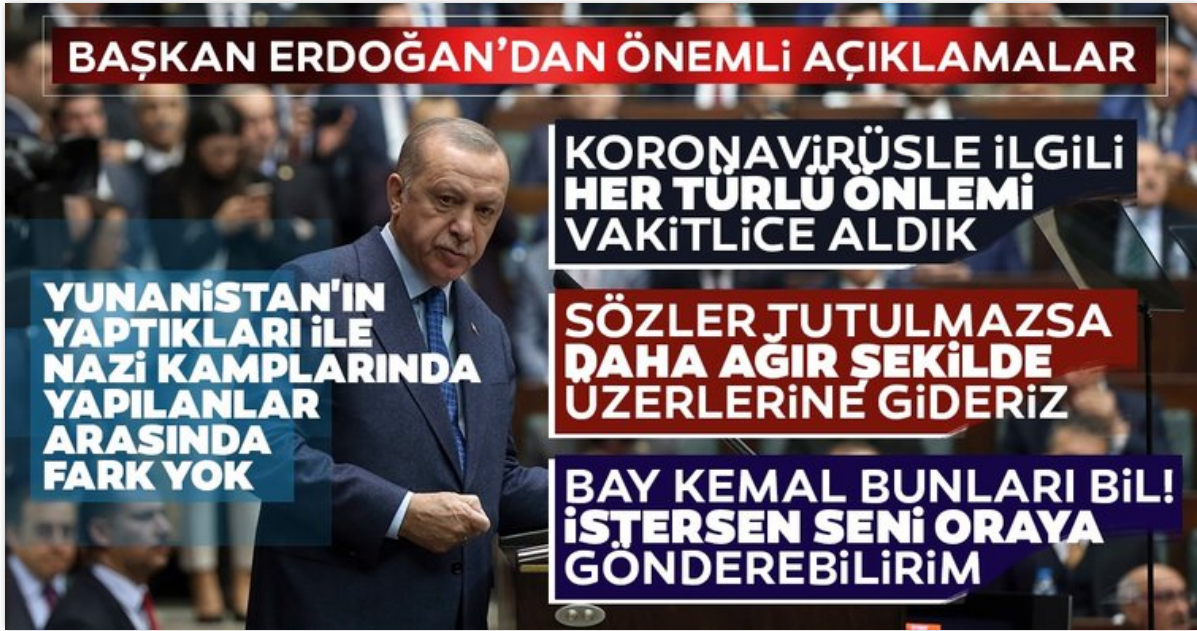 BAŞKAN ERDOĞAN'DAN ÖNEMLİ AÇIKLAMALAR
YUNANİSTAN'IN
YAPTIKLARI İLE
NAZİ KAMPLARINDA
YAPILANLAR
ARASINDA
FARK YOK
KORONAVİRÜSLE İLGİLİ
HER TÜRLÜ ÖNLEMİ
VAKİTLİCE ALDIK
SÖZLER TUTULMAZSA
DAHA AĞIR ŞEKİLDE
ÜZERLERİNE GİDERİZ
BAY KEMAL BUNLARI BİL!
İSTERSEN SENİ ORAYA
GÖNDEREBİLİRİM